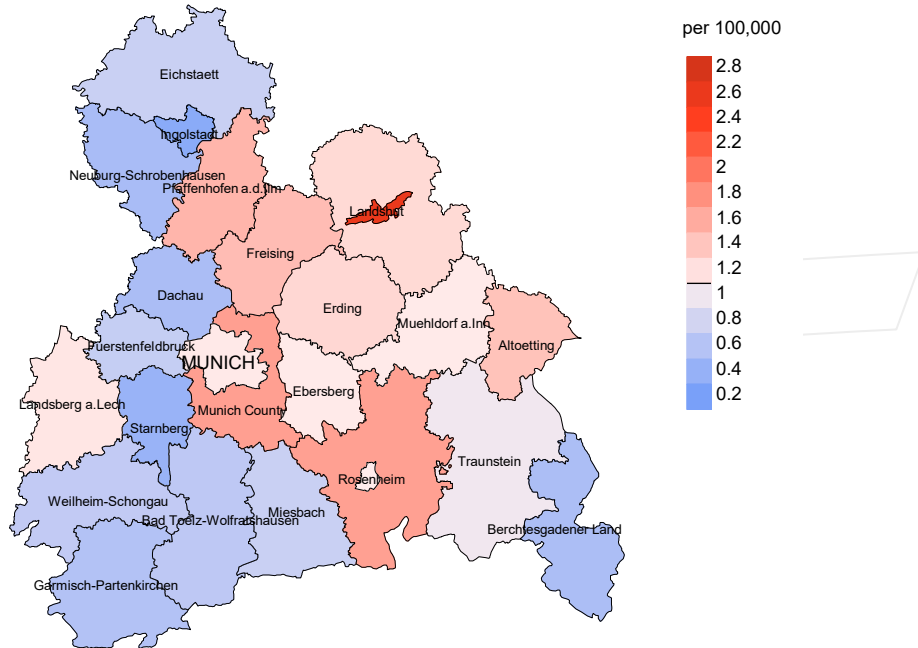 per 100,000
2.8
2.6
2.4
2.2
2
1.8
1.6
1.4
1.2
1
0.8
0.6
0.4
0.2
Eichstaett
Ingolstadt
Neuburg-Schrobenhausen
Pfaffenhofen a.d.Ilm
Landshut
Freising
Dachau
Erding
Muehldorf a.Inn
Altoetting
Fuerstenfeldbruck
MUNICH
Ebersberg
Landsberg a.Lech
Munich County
Starnberg
Traunstein
Rosenheim
Weilheim-Schongau
Miesbach
Bad Toelz-Wolfratshausen
Berchtesgadener Land
Garmisch-Partenkirchen